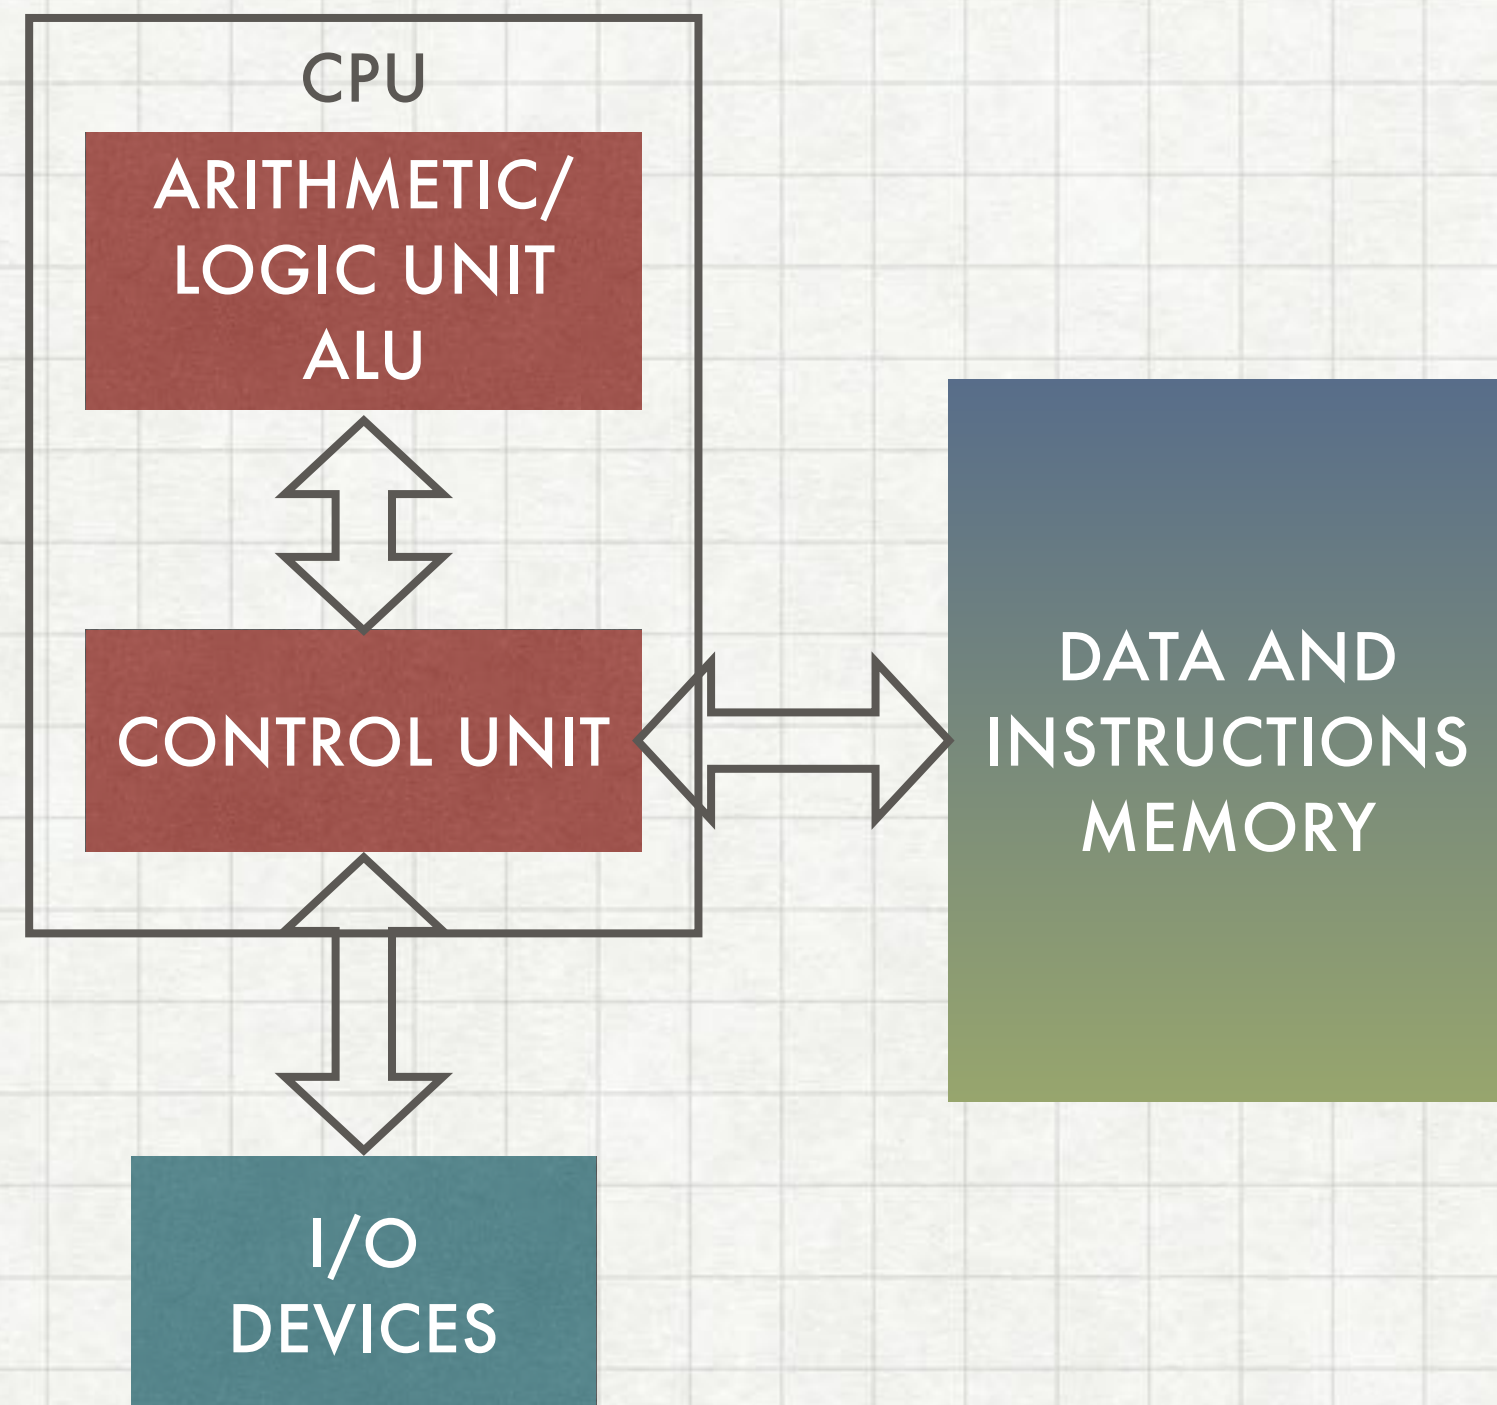 CPU
ARITHMETIC/
LOGIC UNIT
ALU
CONTROL UNIT
DATA AND
INSTRUCTIONS
MEMORY
I/O
DEVICES